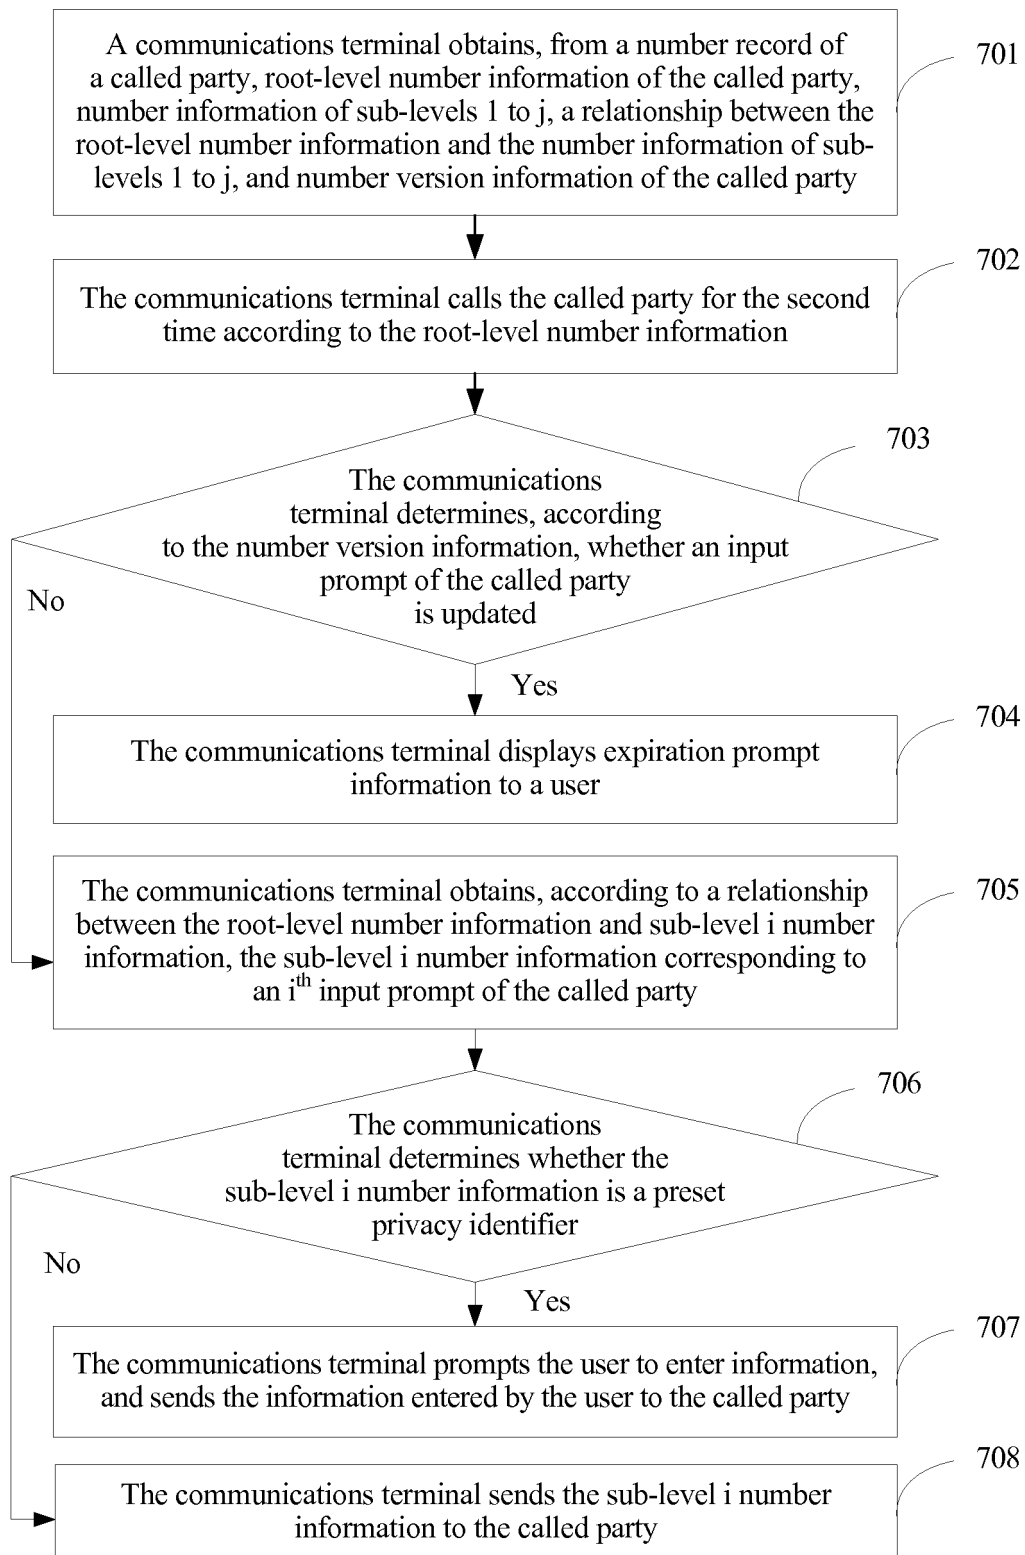 A communications terminal obtains, from a number record of
a called party, root-level number information of the called party,
number information of sub-levels 1 to j, a relationship between the
root-level number information and the number information of sub-
levels 1 to j, and number version information of the called party
701
The communications terminal calls the called party for the second
time according to the root-level number information
702
The communications
terminal determines, according
to the number version information, whether an input
prompt of the called party
is updated
703
No
Yes
The communications terminal displays expiration prompt
information to a user
704
The communications terminal obtains, according to a relationship
between the root-level number information and sub-level i number
information, the sub-level i number information corresponding to
an ith input prompt of the called party
705
The communications
terminal determines whether the
sub-level i number information is a preset
privacy identifier
706
No
Yes
The communications terminal prompts the user to enter information,
and sends the information entered by the user to the called party
707
The communications terminal sends the sub-level i number
information to the called party
708